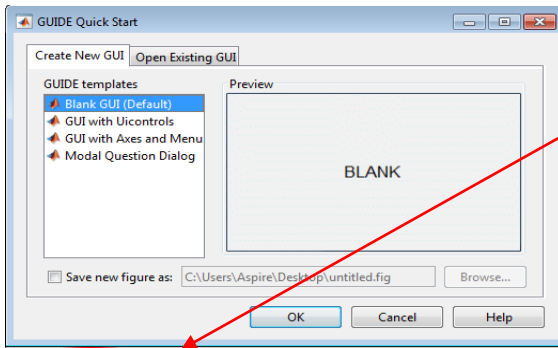 GUIDE Quick Start
Create New GUI Open Existing GUI
GUIDE templates Preview
Blank GUI (Default)
GUI with Uicontrols
GUI with Axes and Menu
Modal Question Dialog
BLANK
Save new figure as: C:\Users\Aspire\Desktop\untitled.fig Browse...
OK Cancel Help